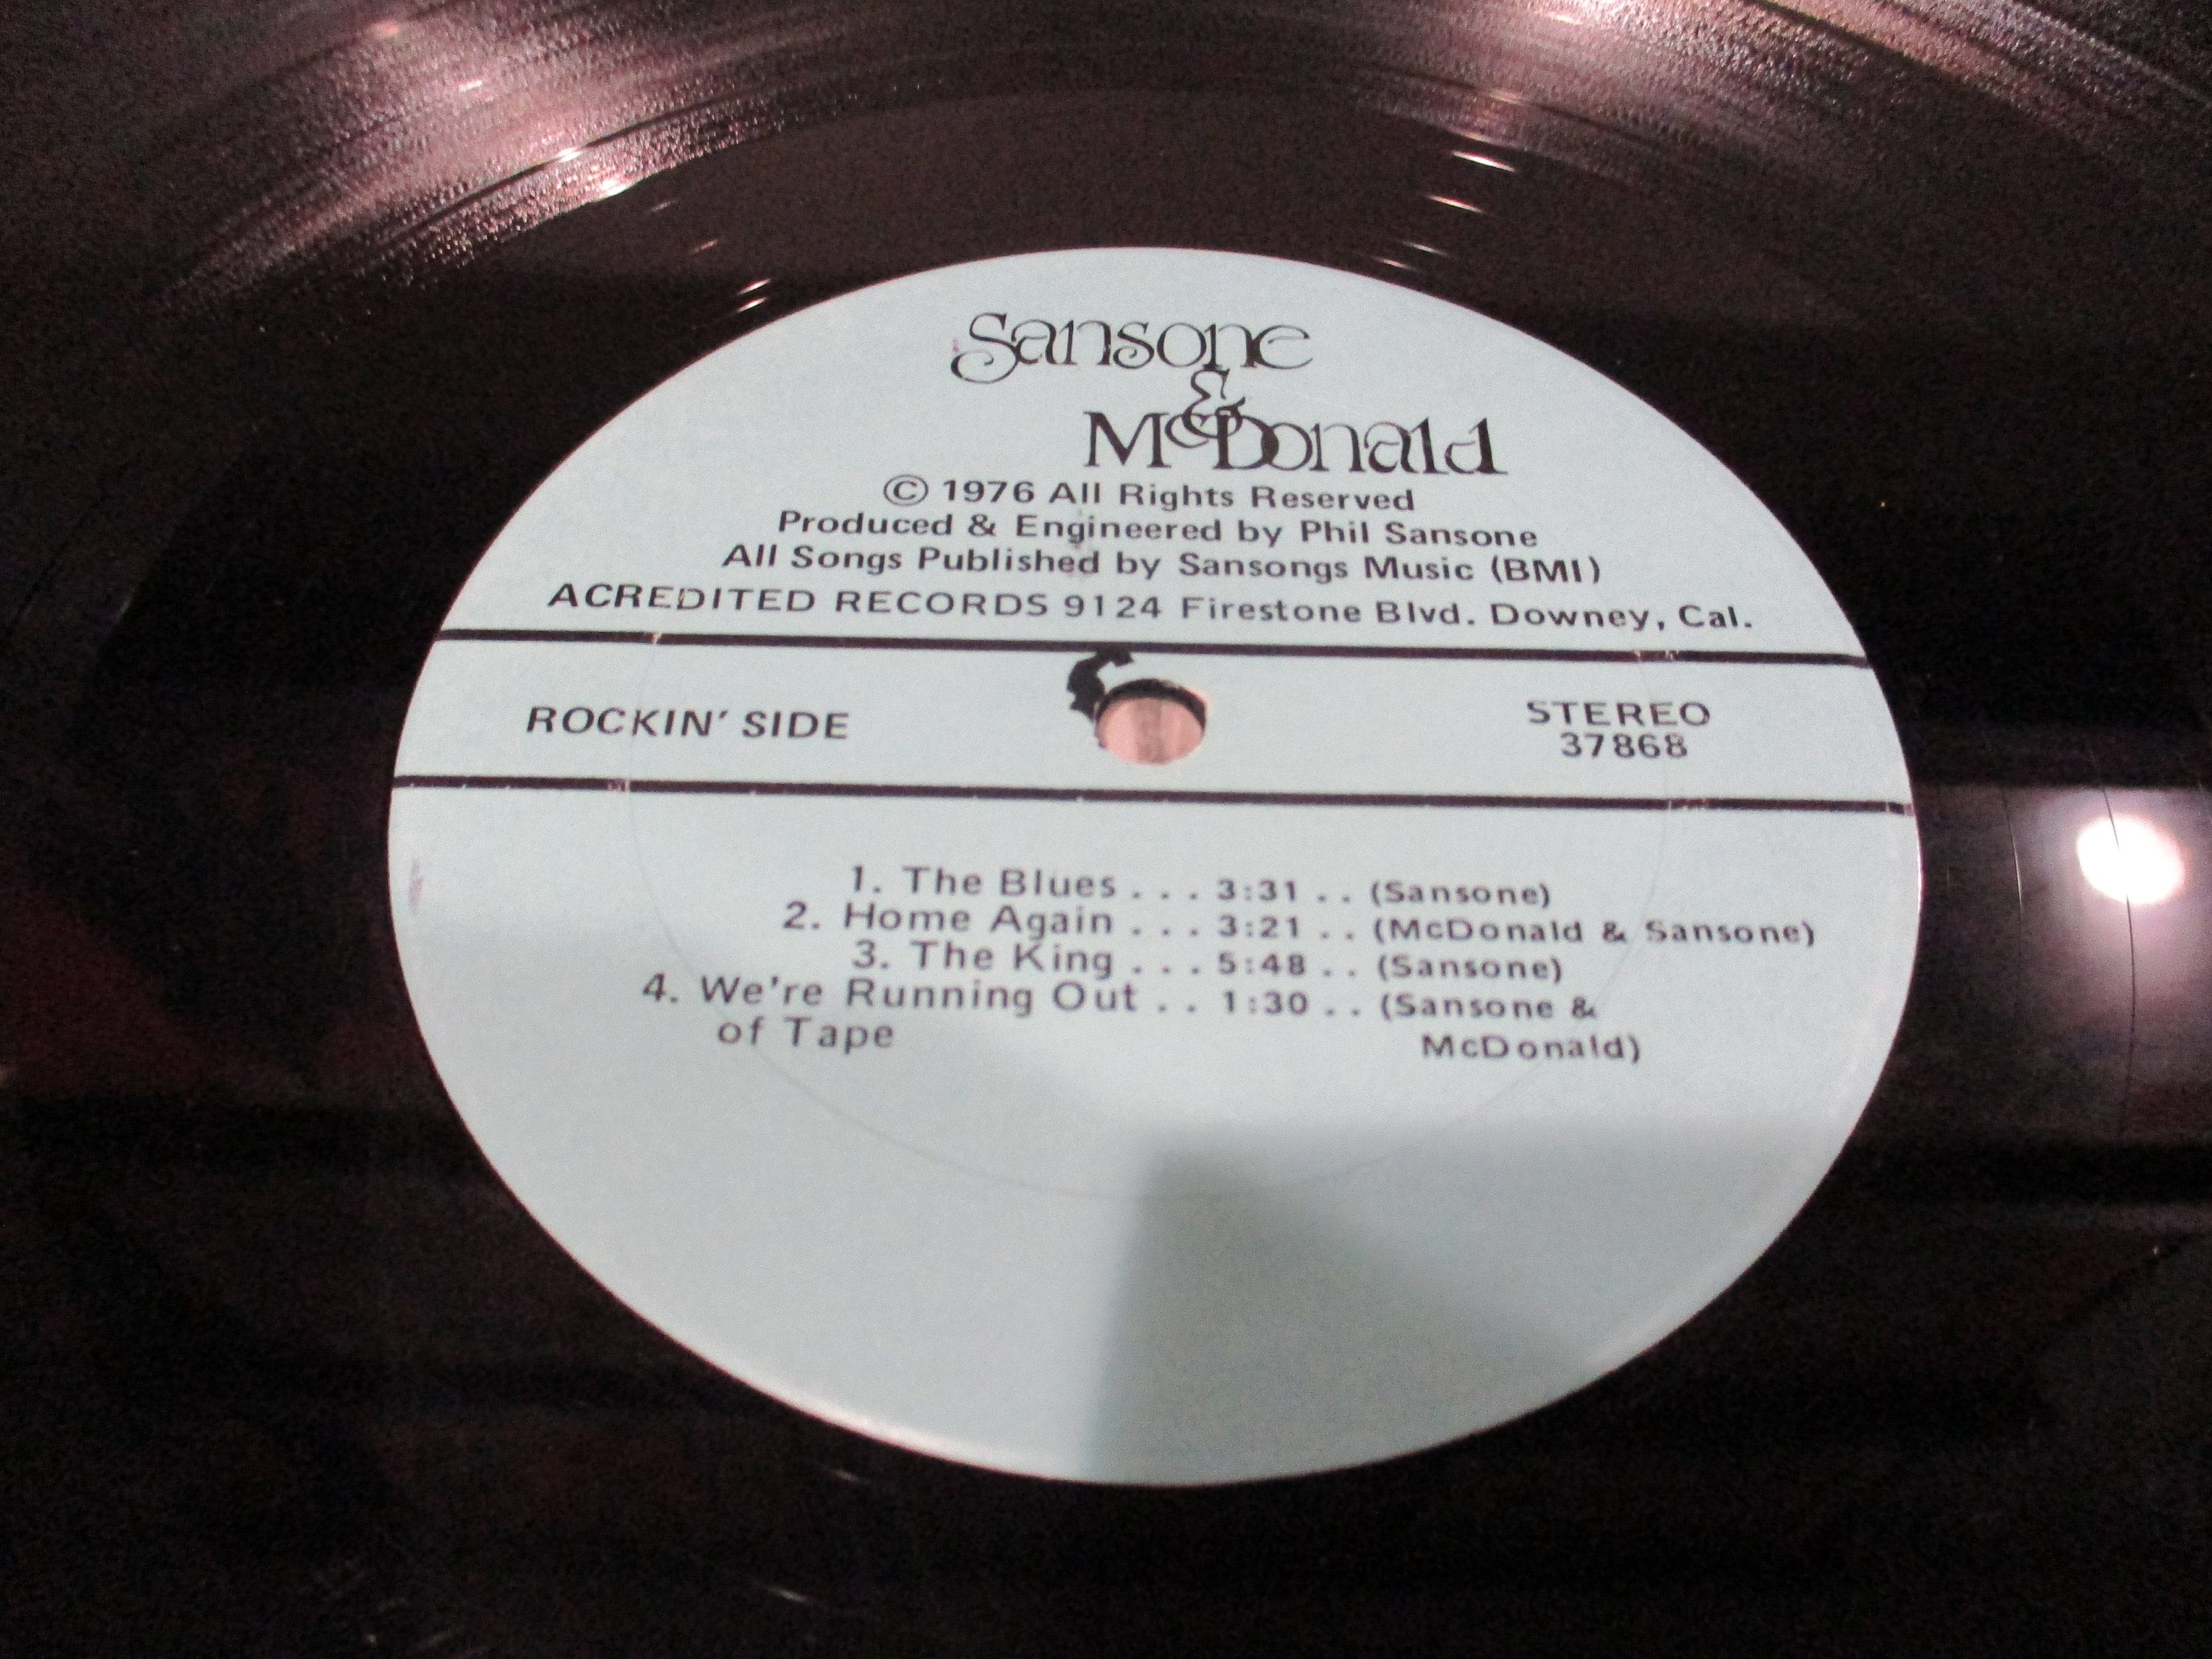 Sansone
&
McDonald
© 1976 All Rights Reserved
Produced & Engineered by Phil Sansone
All Songs Published by Sansongs Music (BMI)
ACREDITED RECORDS 9124 Firestone Blvd. Downey, Cal.
ROCKIN' SIDE
STEREO
37868
1. The Blues . . . 3:31 . . (Sansone)
2. Home Again . . . 3:21 . . (McDonald & Sansone)
3. The King . . . 5:48 . . (Sansone)
4. We're Running Out . . 1:30 . . (Sansone &
of Tape McDonald)